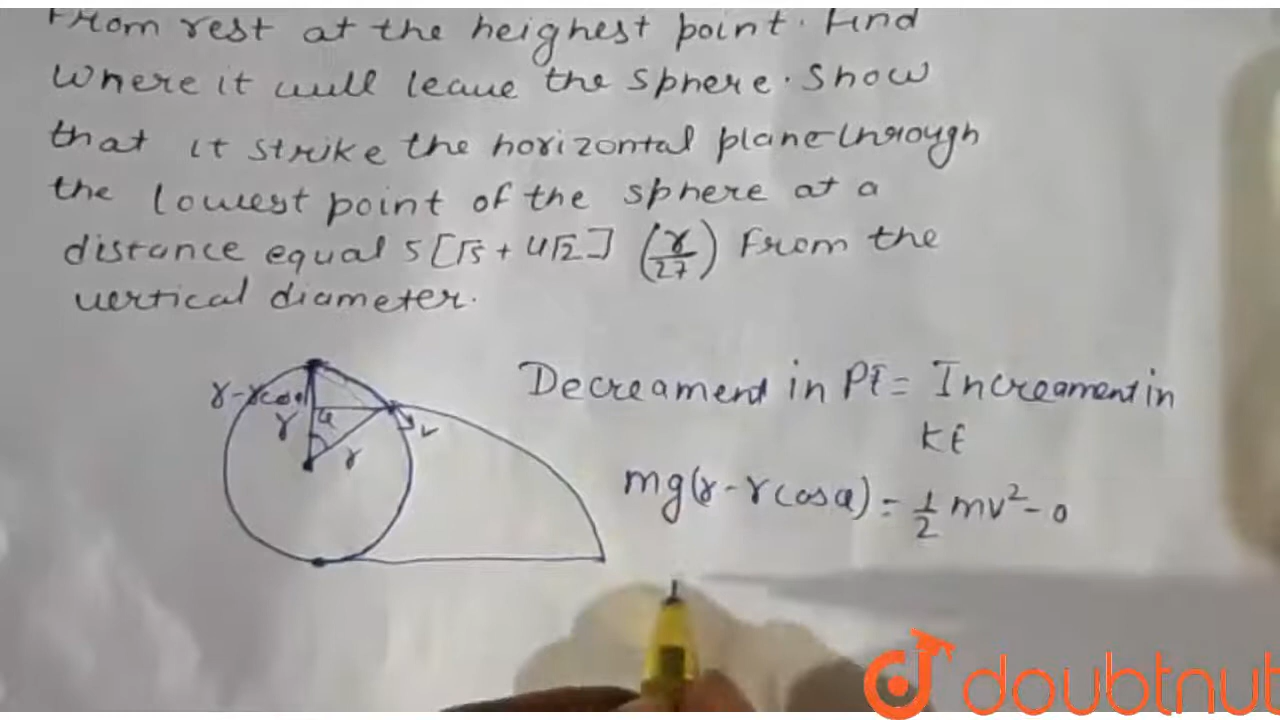 From rest at the heighest point. Find
where it will leave the sphere. Show
that it strike the horizontal plane through
the lowest point of the sphere at a
distance equal 5[√5 + 4√2] (r/27) From the
vertical diameter.
r-rcosα
r
α
r
v
Decreament in PE = Increament in
KE
mg(r-rcosα) = 1/2 mv² - 0
doubtnut